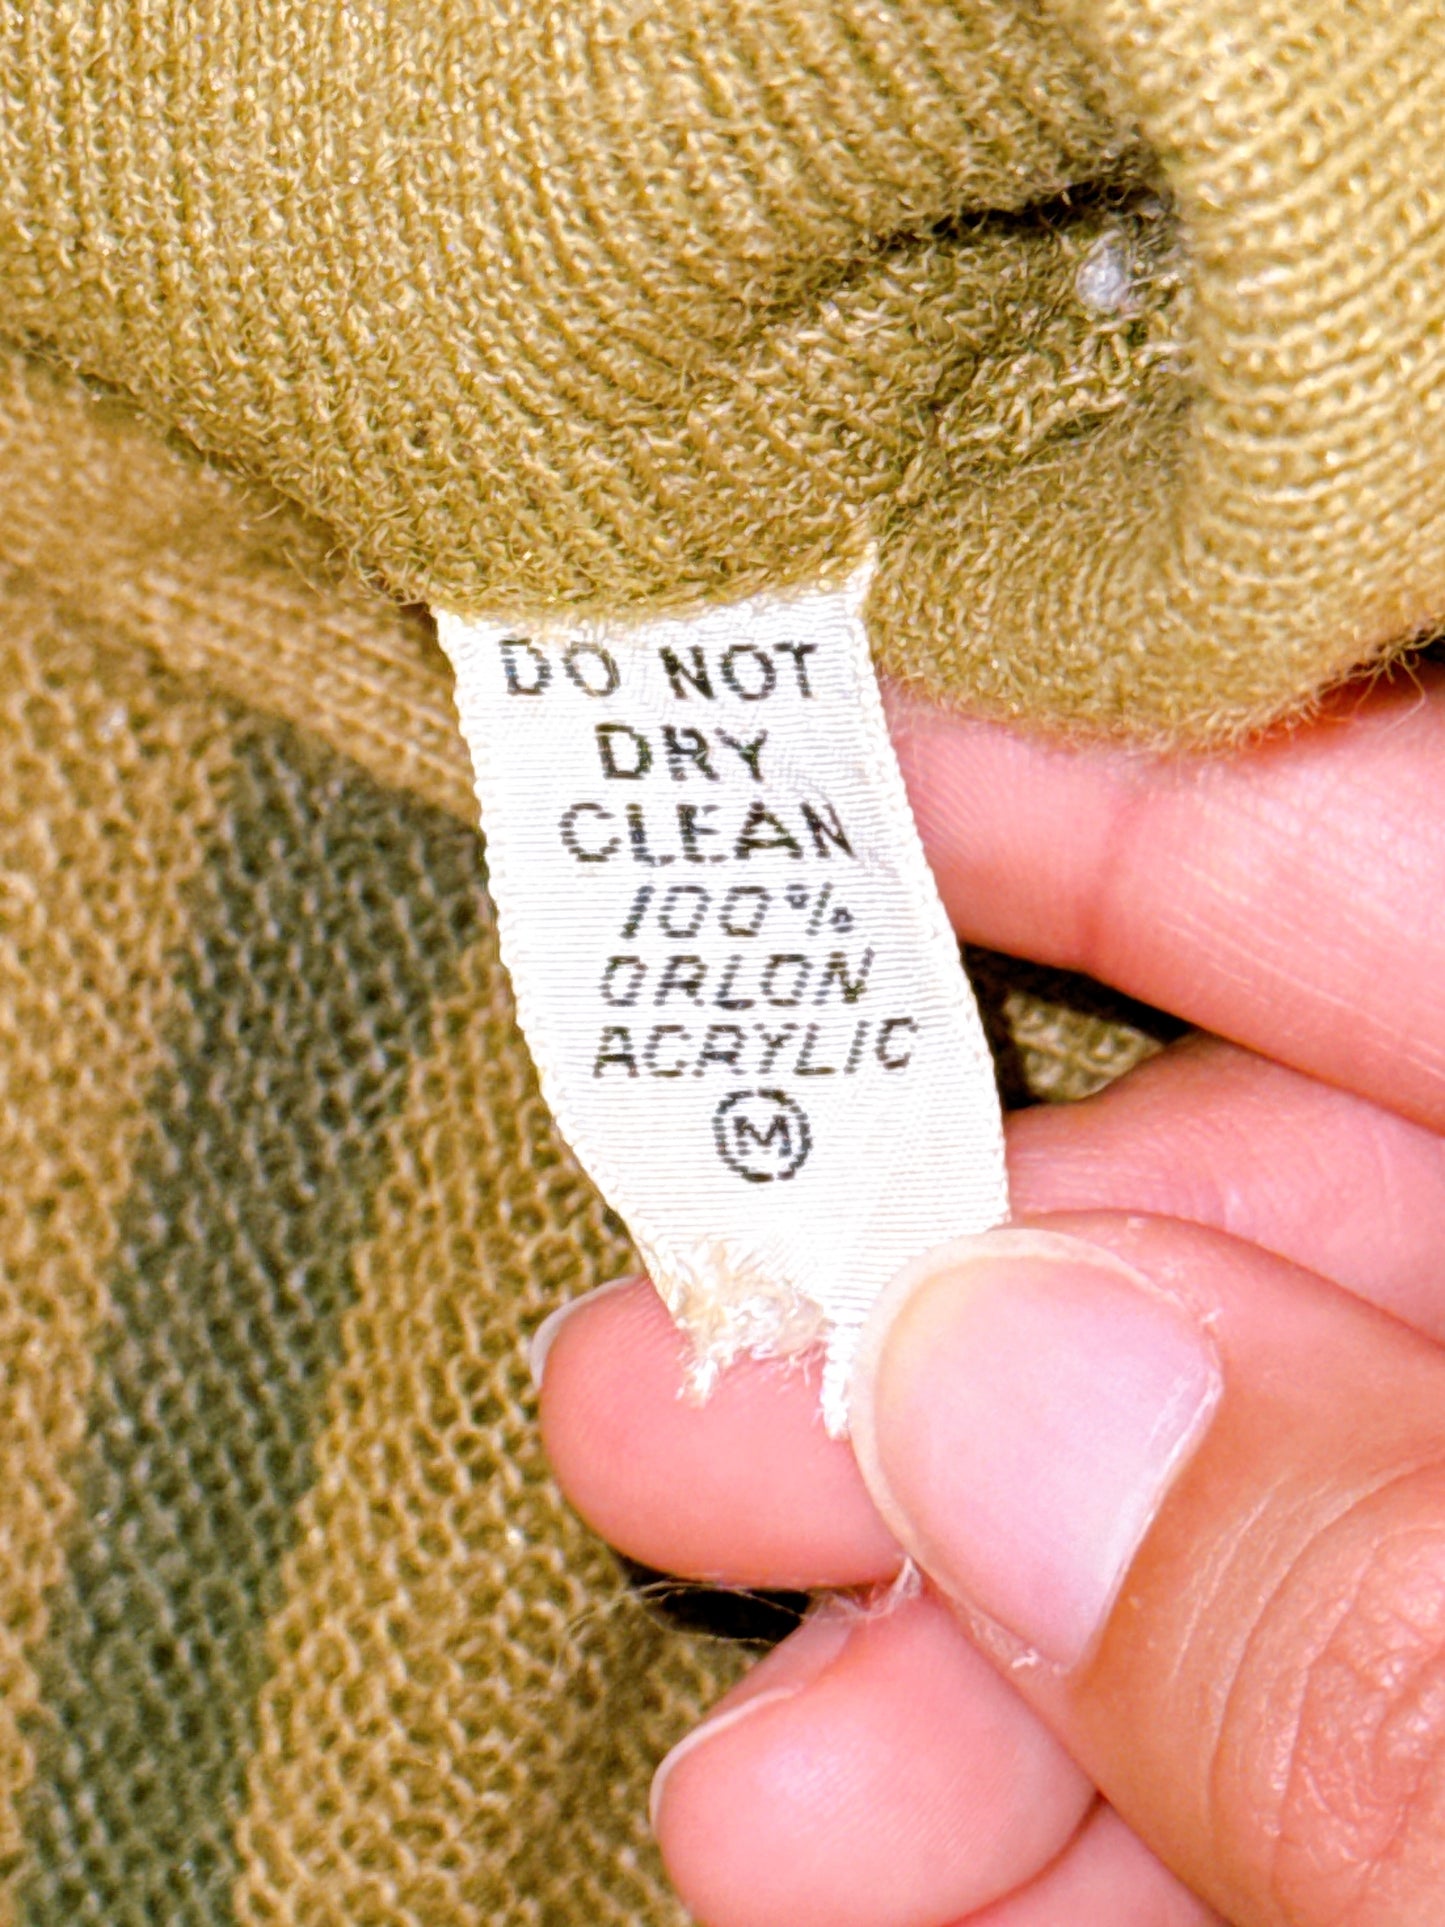 DO NOT
DRY
CLEAN
100%
ORLON
ACRYLIC
M